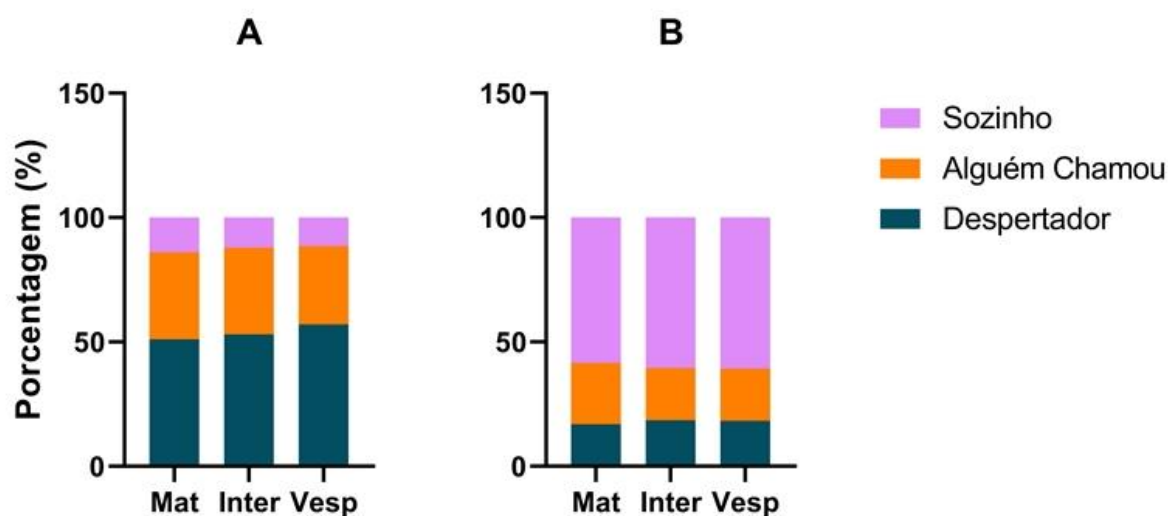 A
B
Porcentagem (%)
150
100
50
0
Mat Inter Vesp
150
100
50
0
Mat Inter Vesp
Sozinho
Alguém Chamou
Despertador